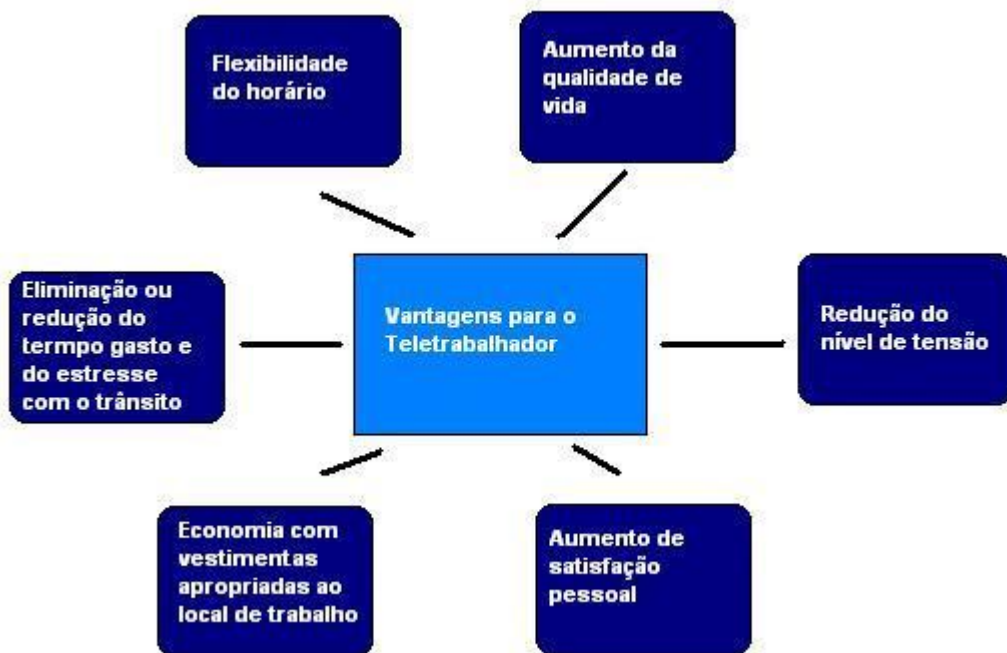 Flexibilidade
do horário
Aumento da
qualidade de
vida
Eliminação ou
redução do
termpo gasto e
do estresse
com o trânsito
Vantagens para o
Teletrabalhador
Redução do
nível de tensão
Economia com
vestimentas
apropriadas ao
local de trabalho
Aumento de
satisfação
pessoal